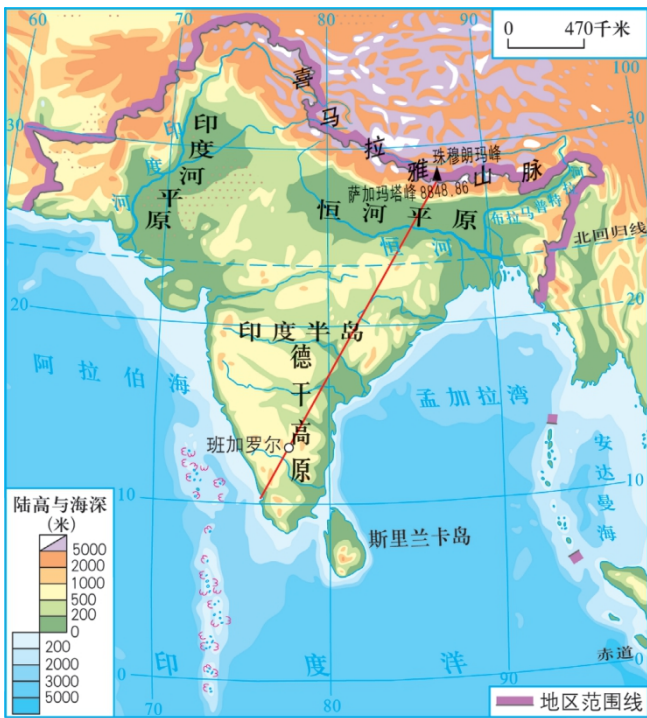 60
70
80
90
0 470千米
100
30
30
喜马拉雅山脉
珠穆朗玛峰
萨加玛塔峰 8848.86
印度河
印度河平原
恒河平原
恒河
布拉马普特拉河
北回归线
20
20
印度半岛
德干高原
阿拉伯海
孟加拉湾
班加罗尔
安达曼海
10
10
斯里兰卡岛
陆高与海深
(米)
5000
2000
1000
500
200
0
200
2000
3000
5000
赤道
0
0
印度洋
70
80
90
地区范围线